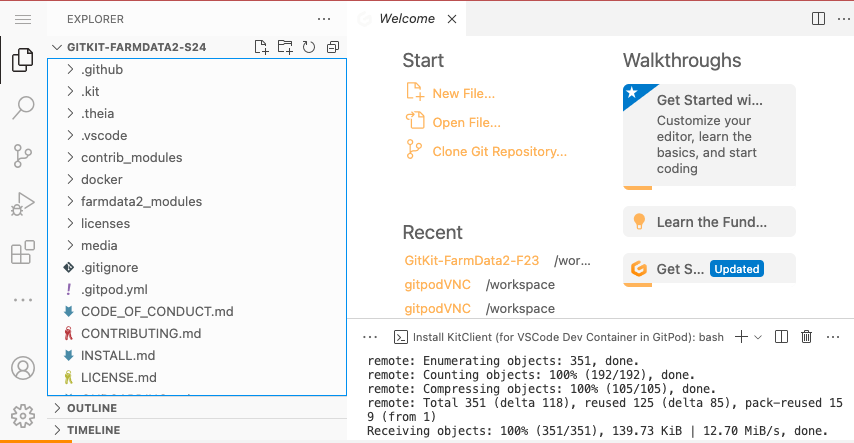 EXPLORER
GITKIT-FARMDATA2-S24
.github
.kit
.theia
.vscode
contrib_modules
docker
farmdata2_modules
licenses
media
.gitignore
.gitpod.yml
CODE_OF_CONDUCT.md
CONTRIBUTING.md
INSTALL.md
LICENSE.md
OUTLINE
TIMELINE
Welcome
Start
New File...
Open File...
Clone Git Repository...
Recent
GitKit-FarmData2-F23 /wor...
gitpodVNC /workspace
gitpodVNC /workspace
Walkthroughs
Get Started wi...
Customize your
editor, learn the
basics, and start
coding
Learn the Fund...
Get S... Updated
Install KitClient (for VSCode Dev Container in GitPod): bash
remote: Enumerating objects: 351, done.
remote: Counting objects: 100% (192/192), done.
remote: Compressing objects: 100% (105/105), done.
remote: Total 351 (delta 118), reused 125 (delta 85), pack-reused 15
9 (from 1)
Receiving objects: 100% (351/351), 139.73 KiB | 12.70 MiB/s, done.